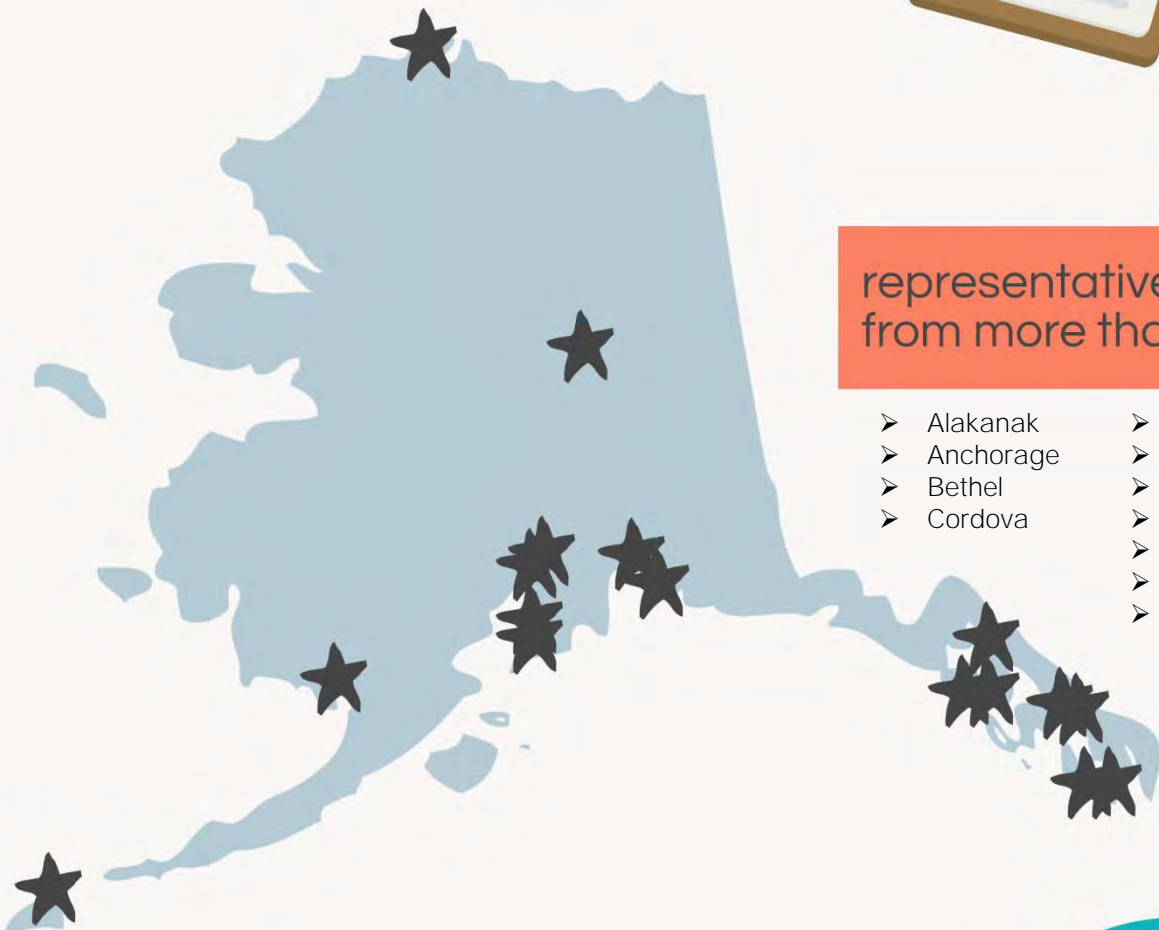 representative
from more tha
➤ Alakanak
➤ Anchorage
➤ Bethel
➤ Cordova